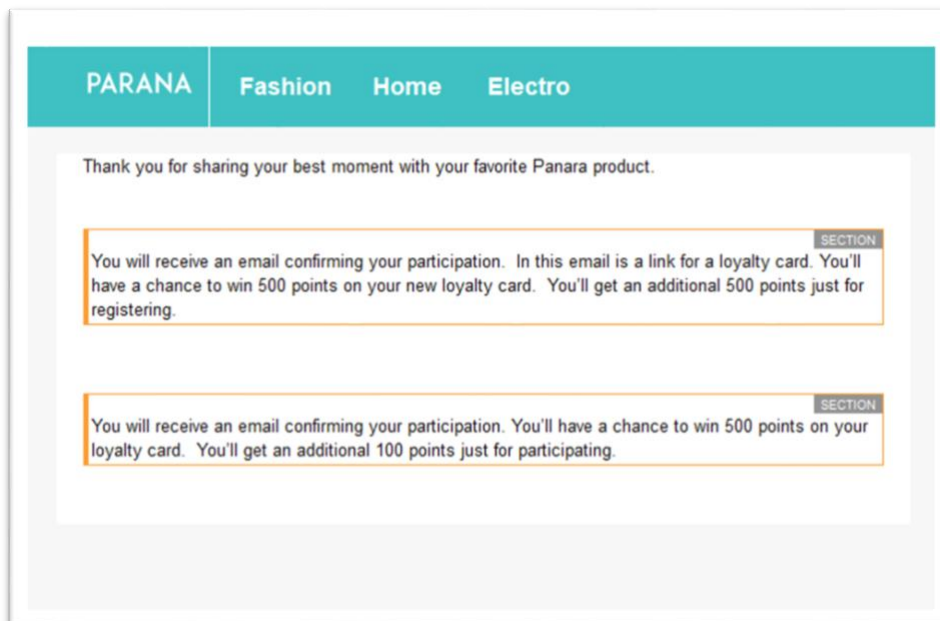 PARANA Fashion Home Electro
Thank you for sharing your best moment with your favorite Panara product.
SECTION
You will receive an email confirming your participation.  In this email is a link for a loyalty card. You'll
have a chance to win 500 points on your new loyalty card.  You'll get an additional 500 points just for
registering.
SECTION
You will receive an email confirming your participation. You'll have a chance to win 500 points on your
loyalty card.  You'll get an additional 100 points just for participating.